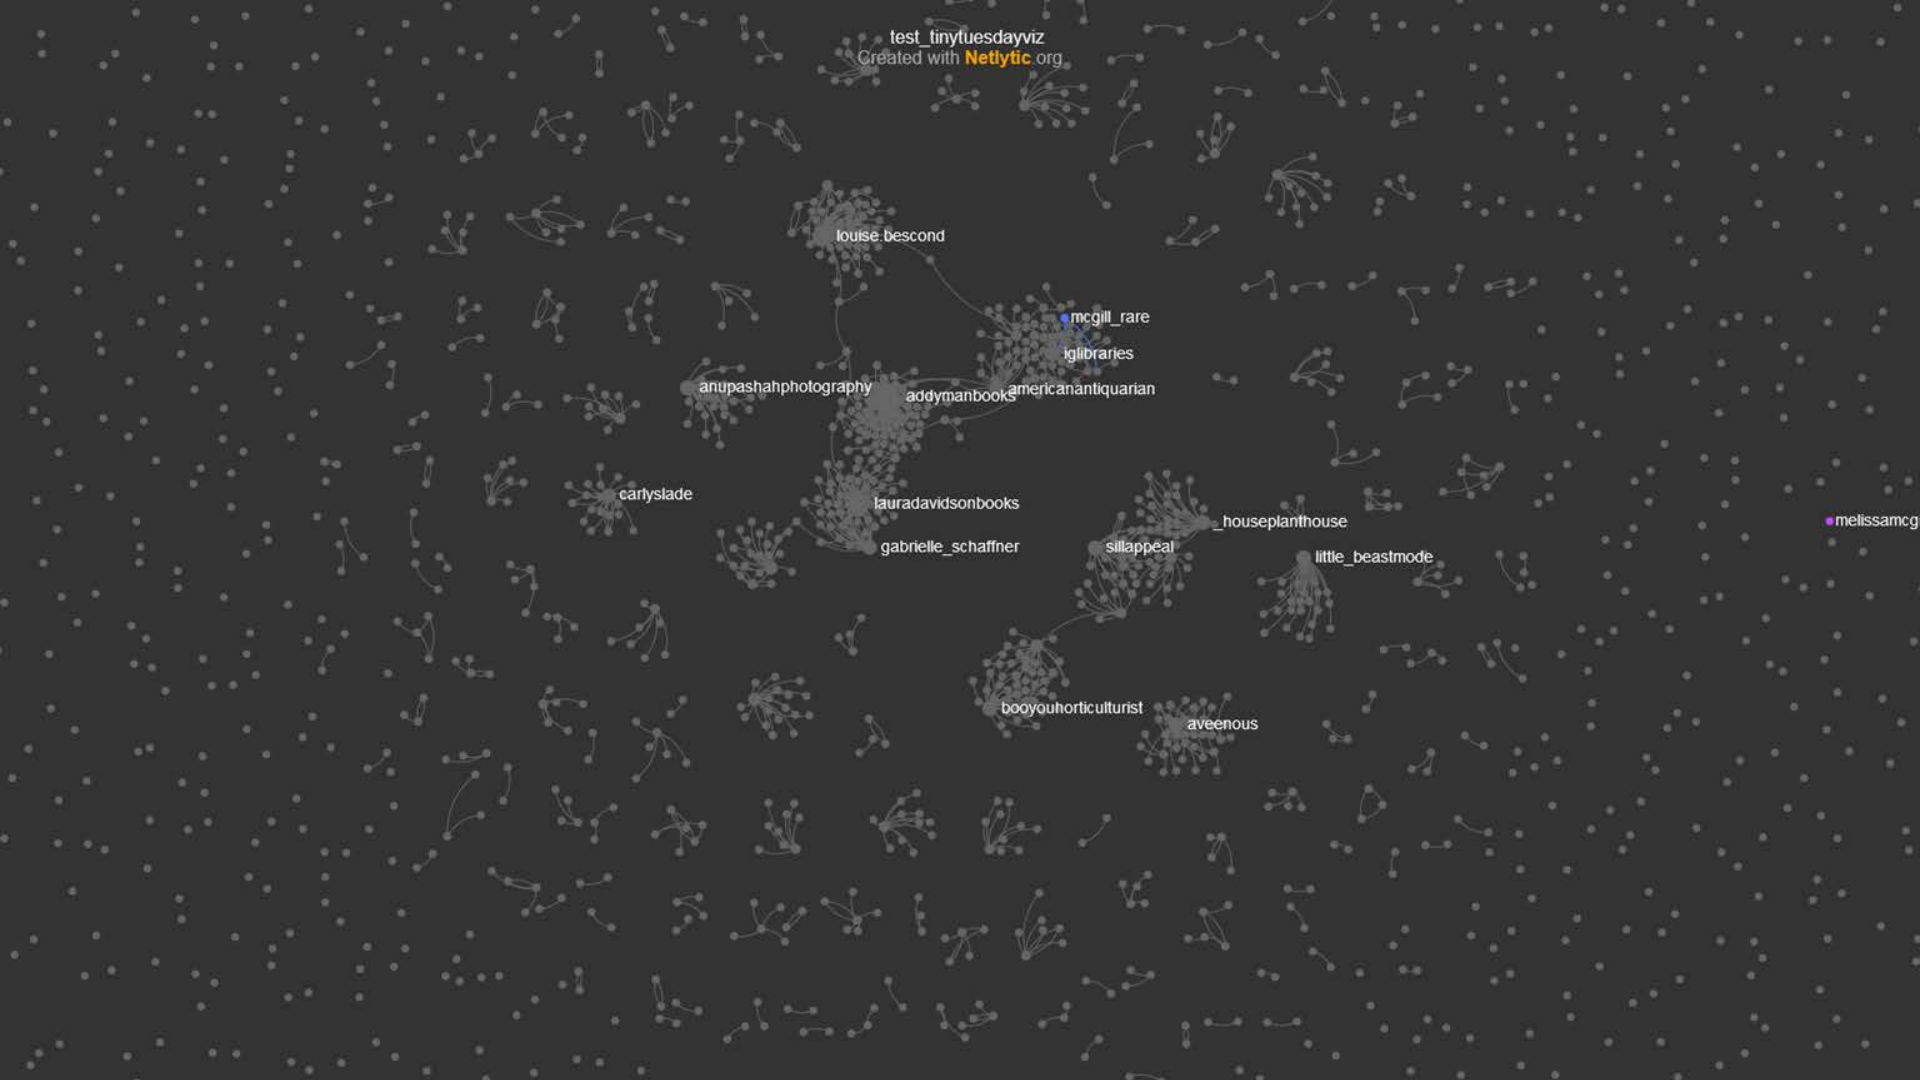 test_tinytuesdayviz
Created with Netlytic.org
louise.bescond
mcgill_rare
iglibraries
anupashahphotography
addymanbooks
americanantiquarian
carlyslade
lauradavidsonbooks
_houseplanthouse
melissamcg
gabrielle_schaffner
sillappeal
little_beastmode
booyouhorticulturist
aveenous